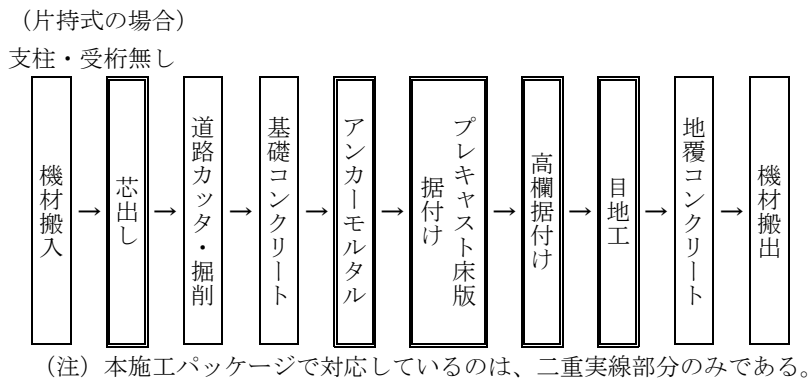 （片持式の場合）
支柱・受桁無し
機材搬入
→
芯出し
→
道路カッタ・掘削
→
基礎コンクリート
→
アンカーモルタル
→
プレキャスト床版
据付け
→
高欄据付け
→
目地工
→
地覆コンクリート
→
機材搬出
（注）本施工パッケージで対応しているのは、二重実線部分のみである。